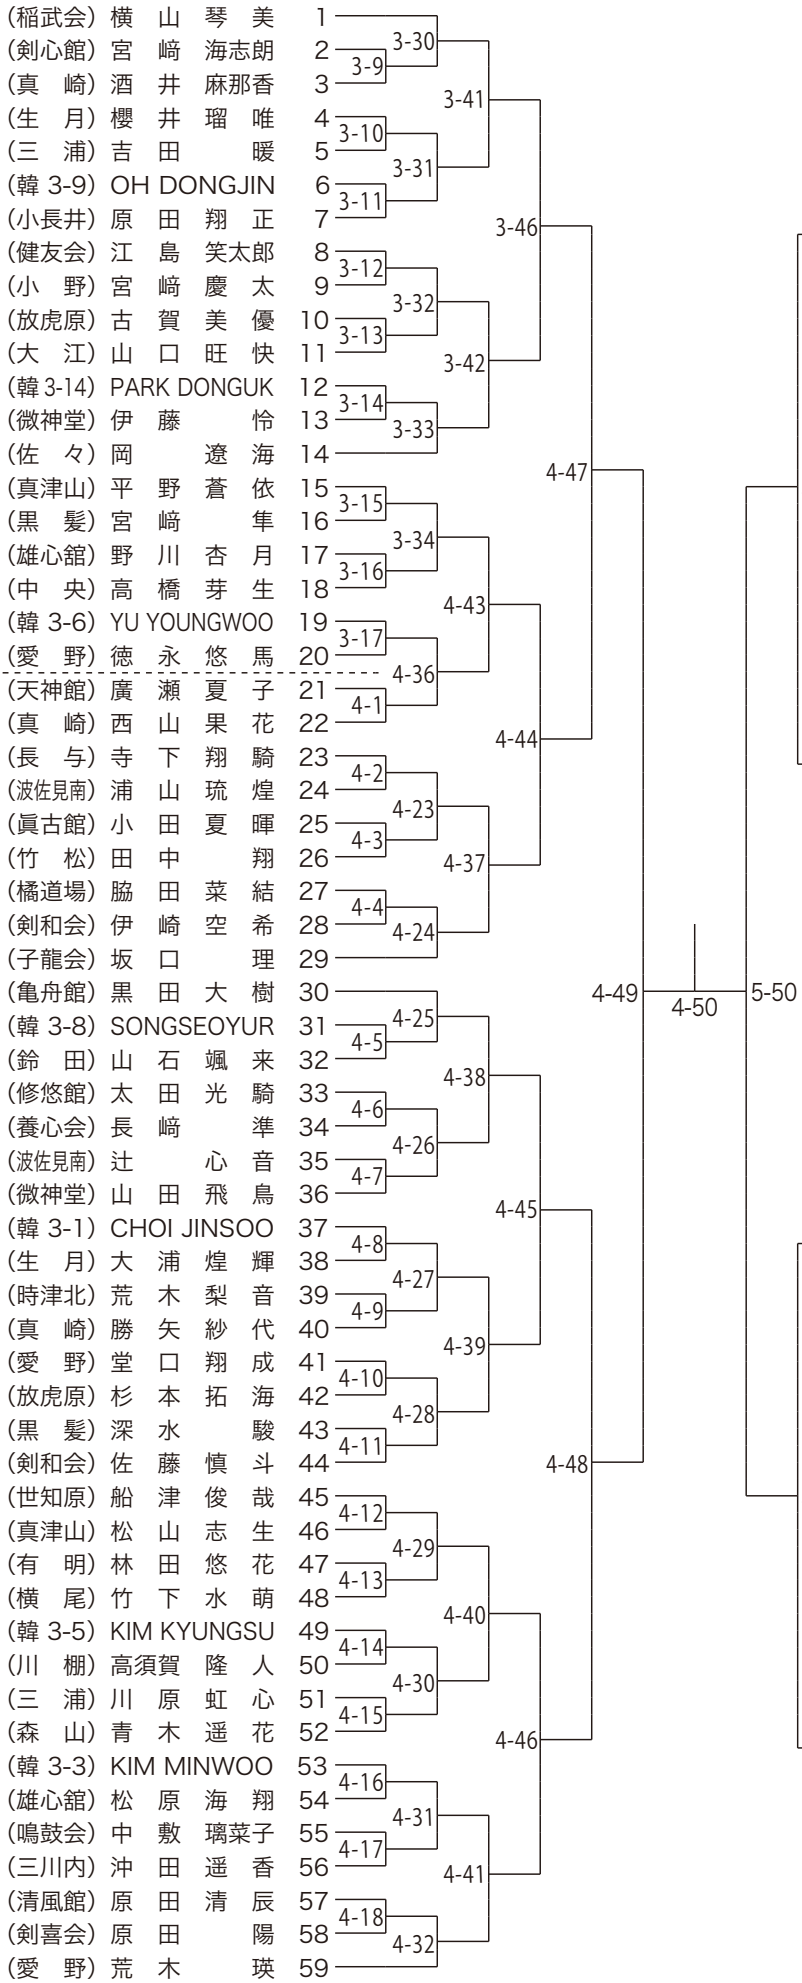 (稲武会) 横山琴美 1
(剣心館) 宮﨑海志朗 2
(真崎) 酒井麻那香 3
(生月) 櫻井瑠唯 4
(三浦) 吉田暖 5
(韓 3-9) OH DONGJIN 6
(小長井) 原田翔正 7
(健友会) 江島笑太郎 8
(小野) 宮﨑慶太 9
(放虎原) 古賀美優 10
(大江) 山口旺快 11
(韓 3-14) PARK DONGUK 12
(微神堂) 伊藤怜 13
(佐々) 岡遼海 14
(真津山) 平野蒼依 15
(黒髪) 宮﨑隼 16
(雄心舘) 野川杏月 17
(中央) 高橋芽生 18
(韓 3-6) YU YOUNGWOO 19
(愛野) 徳永悠馬 20
(天神館) 廣瀬夏子 21
(真崎) 西山果花 22
(長与) 寺下翔騎 23
(波佐見南) 浦山琉煌 24
(眞古館) 小田夏暉 25
(竹松) 田中翔 26
(橘道場) 脇田菜結 27
(剣和会) 伊崎空希 28
(子龍会) 坂口理 29
(亀舟館) 黒田大樹 30
(韓 3-8) SONGSEOYUR 31
(鈴田) 山石颯来 32
(修悠館) 太田光騎 33
(養心会) 長﨑準 34
(波佐見南) 辻心音 35
(微神堂) 山田飛鳥 36
(韓 3-1) CHOI JINSOO 37
(生月) 大浦煌輝 38
(時津北) 荒木梨音 39
(真崎) 勝矢紗代 40
(愛野) 堂口翔成 41
(放虎原) 杉本拓海 42
(黒髪) 深水駿 43
(剣和会) 佐藤慎斗 44
(世知原) 船津俊哉 45
(真津山) 松山志生 46
(有明) 林田悠花 47
(横尾) 竹下水萌 48
(韓 3-5) KIM KYUNGSU 49
(川棚) 高須賀隆人 50
(三浦) 川原虹心 51
(森山) 青木遥花 52
(韓 3-3) KIM MINWOO 53
(雄心舘) 松原海翔 54
(鳴鼓会) 中敷璃菜子 55
(三川内) 沖田遥香 56
(清風館) 原田清辰 57
(剣喜会) 原田陽 58
(愛野) 荒木瑛 59
3-9
3-10
3-11
3-12
3-13
3-14
3-15
3-16
3-17
4-1
4-2
4-3
4-4
4-5
4-6
4-7
4-8
4-9
4-10
4-11
4-12
4-13
4-14
4-15
4-16
4-17
4-18
3-30
3-31
3-32
3-33
3-34
4-36
4-23
4-24
4-25
4-26
4-27
4-28
4-29
4-30
4-31
4-32
3-41
3-42
4-43
4-37
4-38
4-39
4-40
4-41
3-46
4-44
4-45
4-46
4-47
4-48
4-49
4-50
5-50